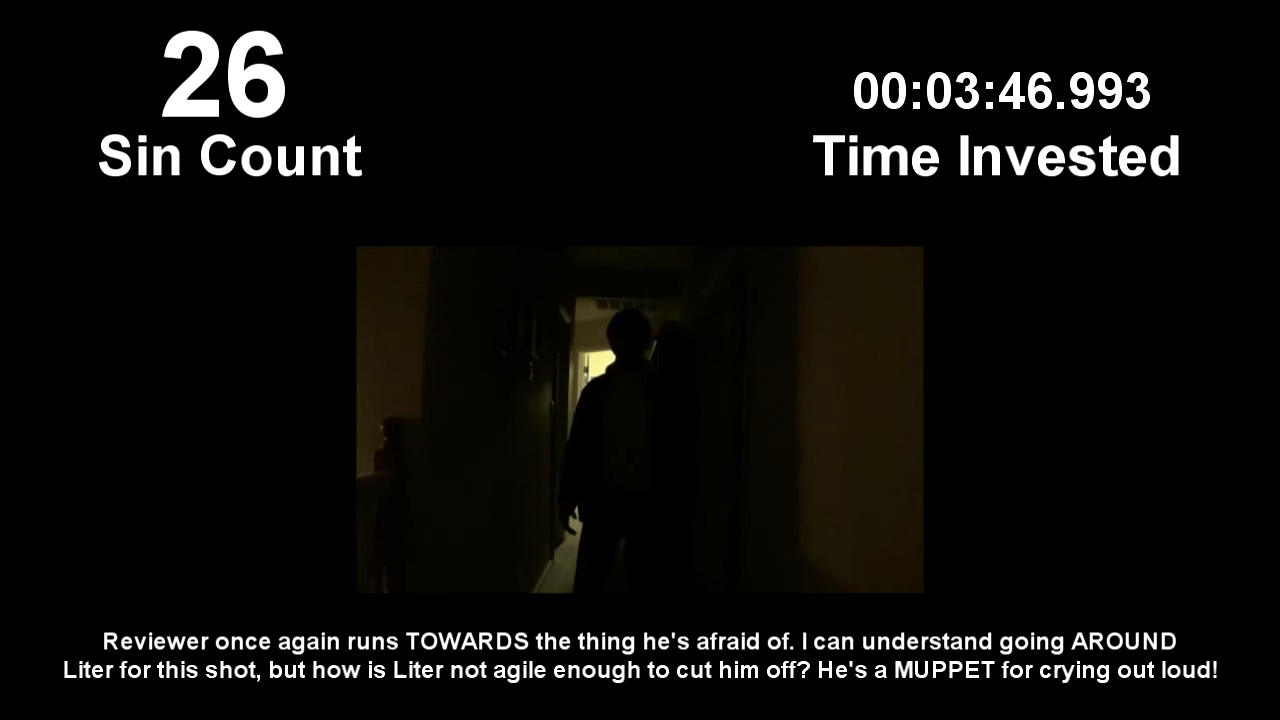 26
Sin Count
00:03:46.993
Time Invested
Reviewer once again runs TOWARDS the thing he's afraid of. I can understand going AROUND
Liter for this shot, but how is Liter not agile enough to cut him off? He's a MUPPET for crying out loud!